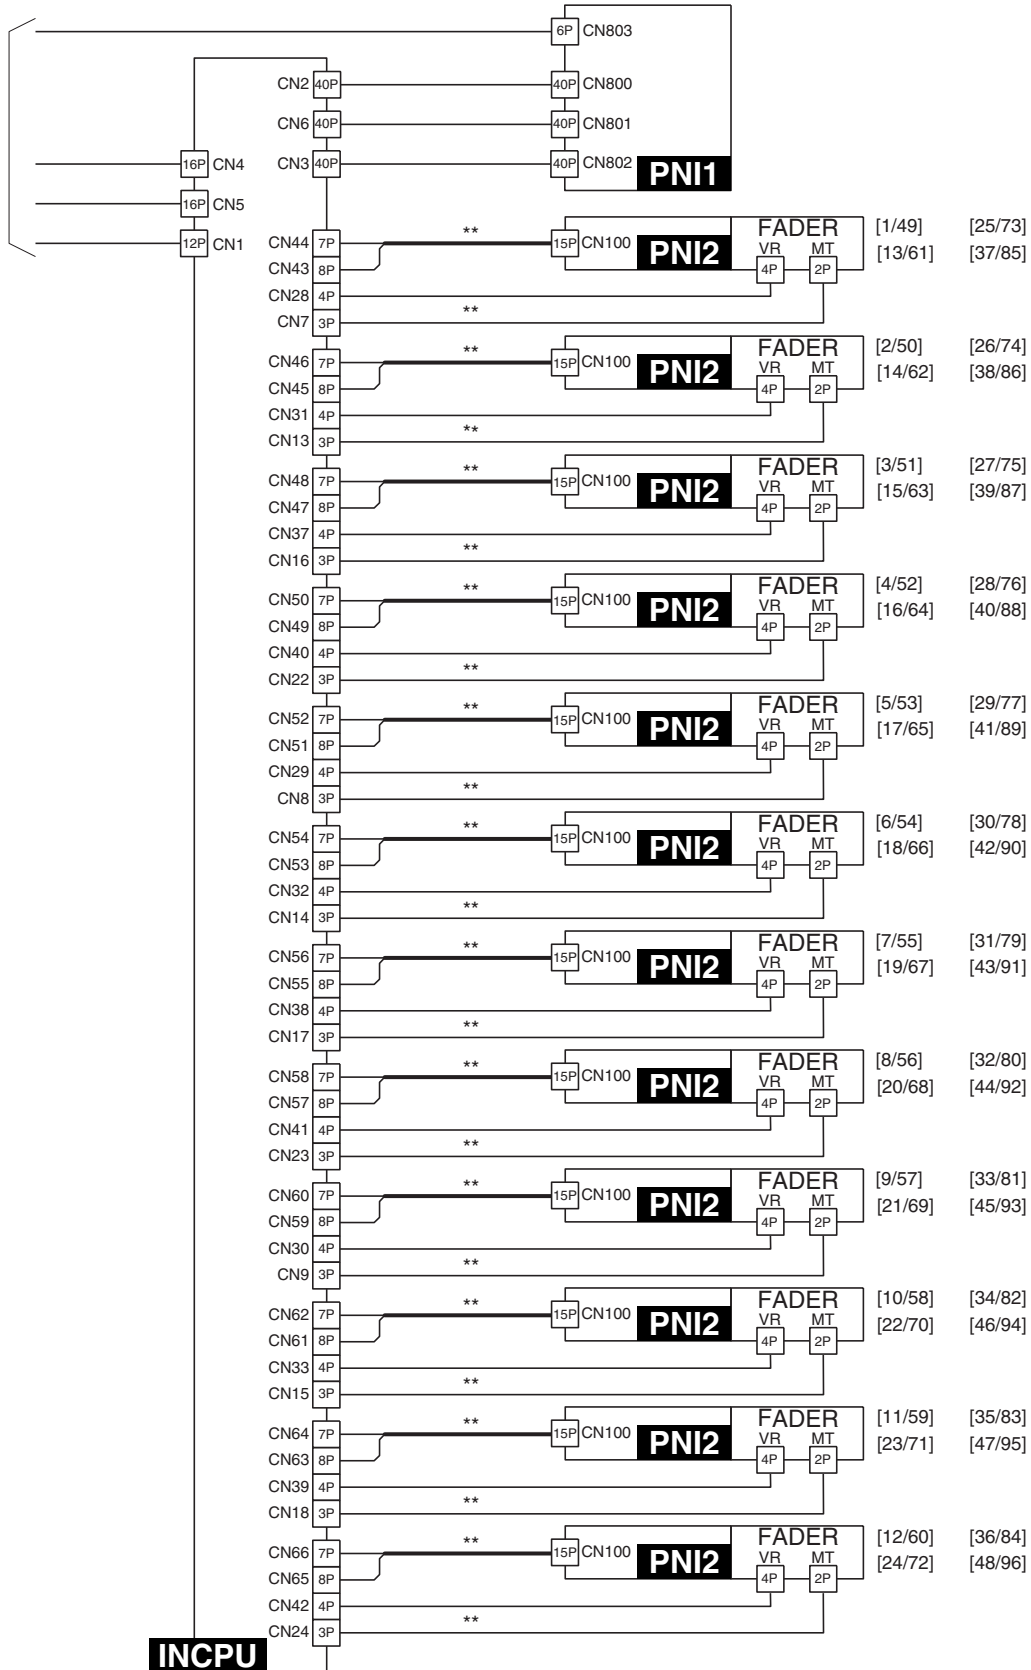 6P CN803
CN2 40P 40P CN800
CN6 40P 40P CN801
16P CN4 CN3 40P 40P CN802 PNI1
16P CN5
12P CN1
CN44 7P ** 15P CN100 PNI2 FADER VR MT [1/49] [25/73]
CN43 8P 4P 2P [13/61] [37/85]
CN28 4P
CN7 3P **
CN46 7P ** 15P CN100 PNI2 FADER VR MT [2/50] [26/74]
CN45 8P 4P 2P [14/62] [38/86]
CN31 4P
CN13 3P **
CN48 7P ** 15P CN100 PNI2 FADER VR MT [3/51] [27/75]
CN47 8P 4P 2P [15/63] [39/87]
CN37 4P
CN16 3P **
CN50 7P ** 15P CN100 PNI2 FADER VR MT [4/52] [28/76]
CN49 8P 4P 2P [16/64] [40/88]
CN40 4P
CN22 3P **
CN52 7P ** 15P CN100 PNI2 FADER VR MT [5/53] [29/77]
CN51 8P 4P 2P [17/65] [41/89]
CN29 4P
CN8 3P **
CN54 7P ** 15P CN100 PNI2 FADER VR MT [6/54] [30/78]
CN53 8P 4P 2P [18/66] [42/90]
CN32 4P
CN14 3P **
CN56 7P ** 15P CN100 PNI2 FADER VR MT [7/55] [31/79]
CN55 8P 4P 2P [19/67] [43/91]
CN38 4P
CN17 3P **
CN58 7P ** 15P CN100 PNI2 FADER VR MT [8/56] [32/80]
CN57 8P 4P 2P [20/68] [44/92]
CN41 4P
CN23 3P **
CN60 7P ** 15P CN100 PNI2 FADER VR MT [9/57] [33/81]
CN59 8P 4P 2P [21/69] [45/93]
CN30 4P
CN9 3P **
CN62 7P ** 15P CN100 PNI2 FADER VR MT [10/58] [34/82]
CN61 8P 4P 2P [22/70] [46/94]
CN33 4P
CN15 3P **
CN64 7P ** 15P CN100 PNI2 FADER VR MT [11/59] [35/83]
CN63 8P 4P 2P [23/71] [47/95]
CN39 4P
CN18 3P **
CN66 7P ** 15P CN100 PNI2 FADER VR MT [12/60] [36/84]
CN65 8P 4P 2P [24/72] [48/96]
CN42 4P
CN24 3P **
INCPU